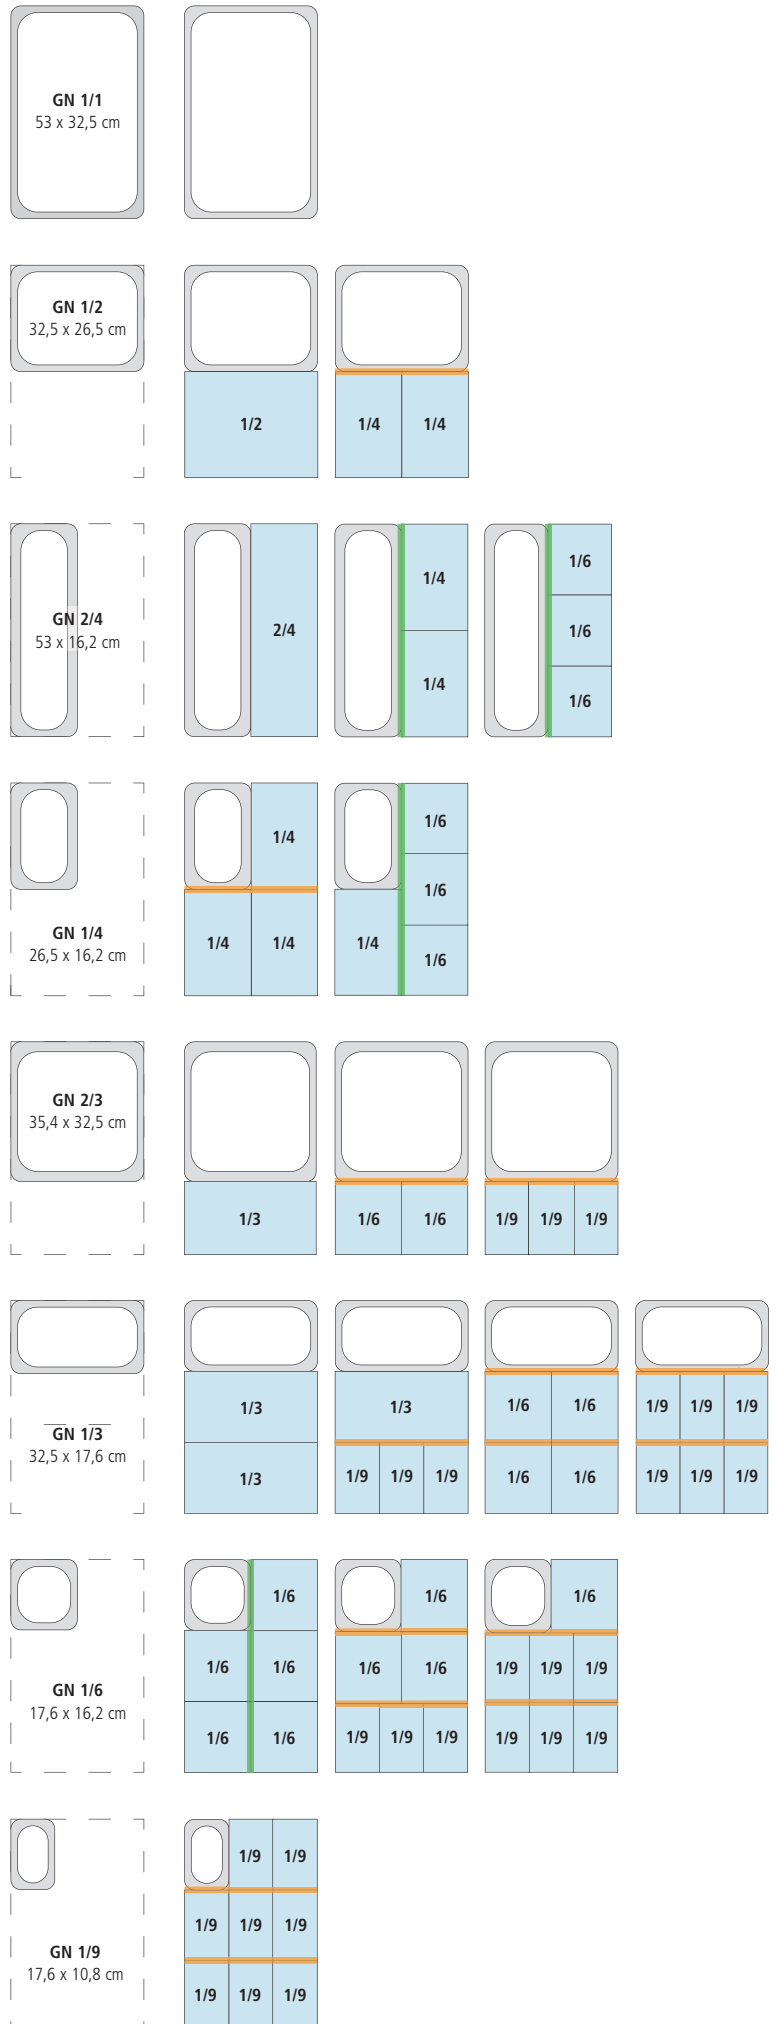 GN 1/1
53 x 32,5 cm
GN 1/2
32,5 x 26,5 cm
1/2
1/4 1/4
GN 2/4
53 x 16,2 cm
2/4
1/4
1/4
1/6
1/6
1/6
GN 1/4
26,5 x 16,2 cm
1/4
1/4 1/4
1/4
1/6
1/6
1/6
GN 2/3
35,4 x 32,5 cm
1/3
1/6 1/6
1/9 1/9 1/9
GN 1/3
32,5 x 17,6 cm
1/3
1/3
1/3
1/9 1/9 1/9
1/6 1/6
1/6 1/6
1/9 1/9 1/9
1/9 1/9 1/9
GN 1/6
17,6 x 16,2 cm
1/6
1/6 1/6
1/6 1/6
1/6
1/6 1/6
1/9 1/9 1/9
1/6
1/9 1/9 1/9
1/9 1/9 1/9
GN 1/9
17,6 x 10,8 cm
1/9 1/9
1/9 1/9 1/9
1/9 1/9 1/9